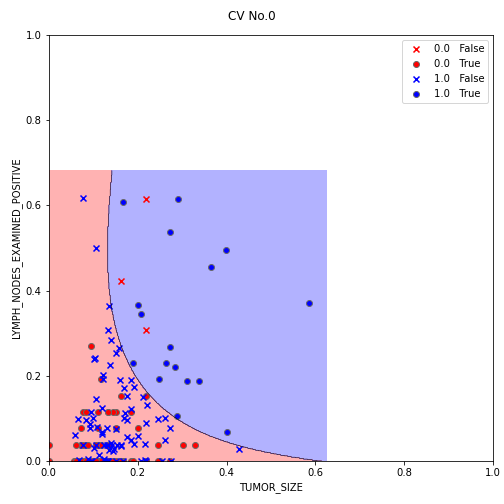 CV No.0
1.0
0.8
0.6
0.4
0.2
0.0
LYMPH_NODES_EXAMINED_POSITIVE
0.0 False
0.0 True
1.0 False
1.0 True
0.0 0.2 0.4 0.6 0.8 1.0
TUMOR_SIZE